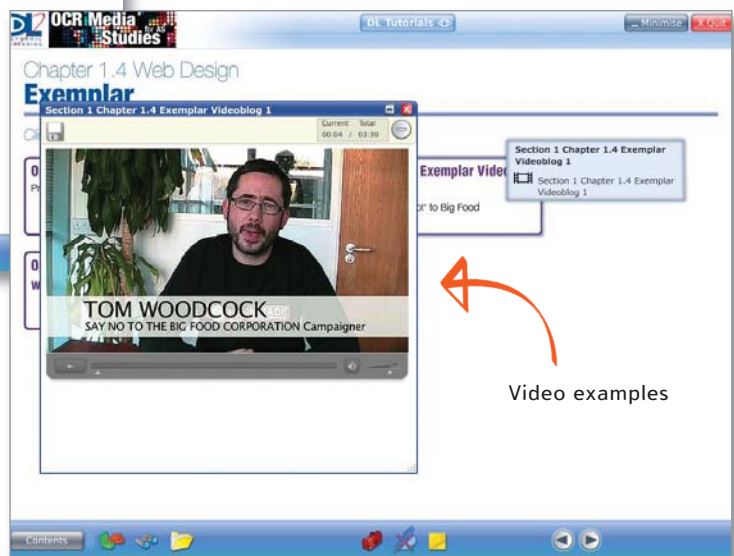 DL2
OCR Media
Studies for AS
DL Tutorials
Minimise
X Quit
Chapter 1.4 Web Design
Exemplar
Section 1 Chapter 1.4 Exemplar Videoblog 1
Current Total
00:04 / 03:30
Section 1 Chapter 1.4 Exemplar
Videoblog 1
Section 1 Chapter 1.4 Exemplar
Videoblog 1
Exemplar Vide
to Big Food
TOM WOODCOCK
SAY NO TO THE BIG FOOD CORPORATION Campaigner
Video examples
Contents